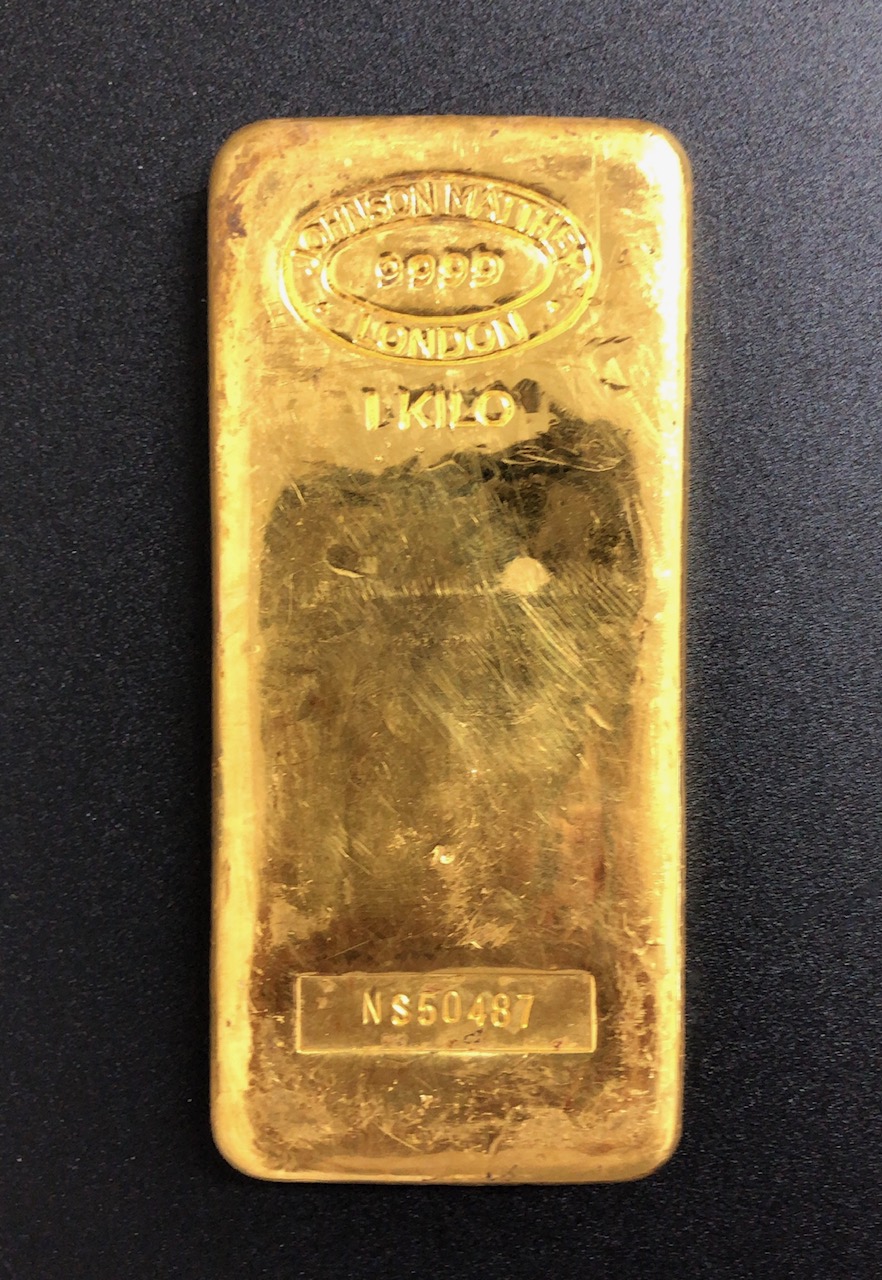 JOHNSON MATTHEY
9999
LONDON
1 KILO
NS50487